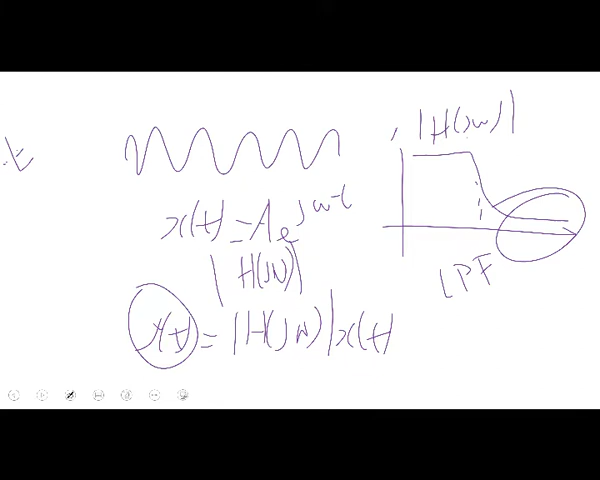 |H(jω)|
x(t) = A e^jωt
|H(jω)|
LPF
y(t) = |H(jω)| x(t)